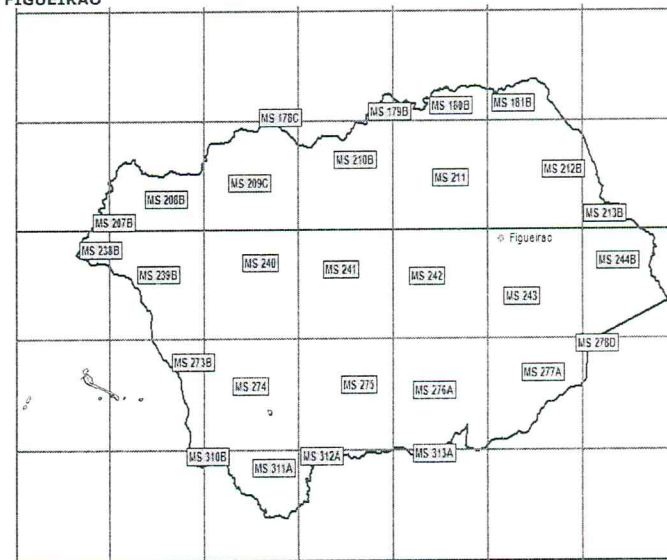 FIGUEIRAO
MS 178C
MS 179B
MS 180B
MS 181B
MS 208B
MS 209C
MS 210B
MS 211
MS 212B
MS 207B
MS 213B
MS 238B
MS 239B
MS 240
MS 241
MS 242
Figueirao
MS 243
MS 244B
MS 273B
MS 274
MS 275
MS 276A
MS 277A
MS 278D
MS 310B
MS 311A
MS 312A
MS 313A